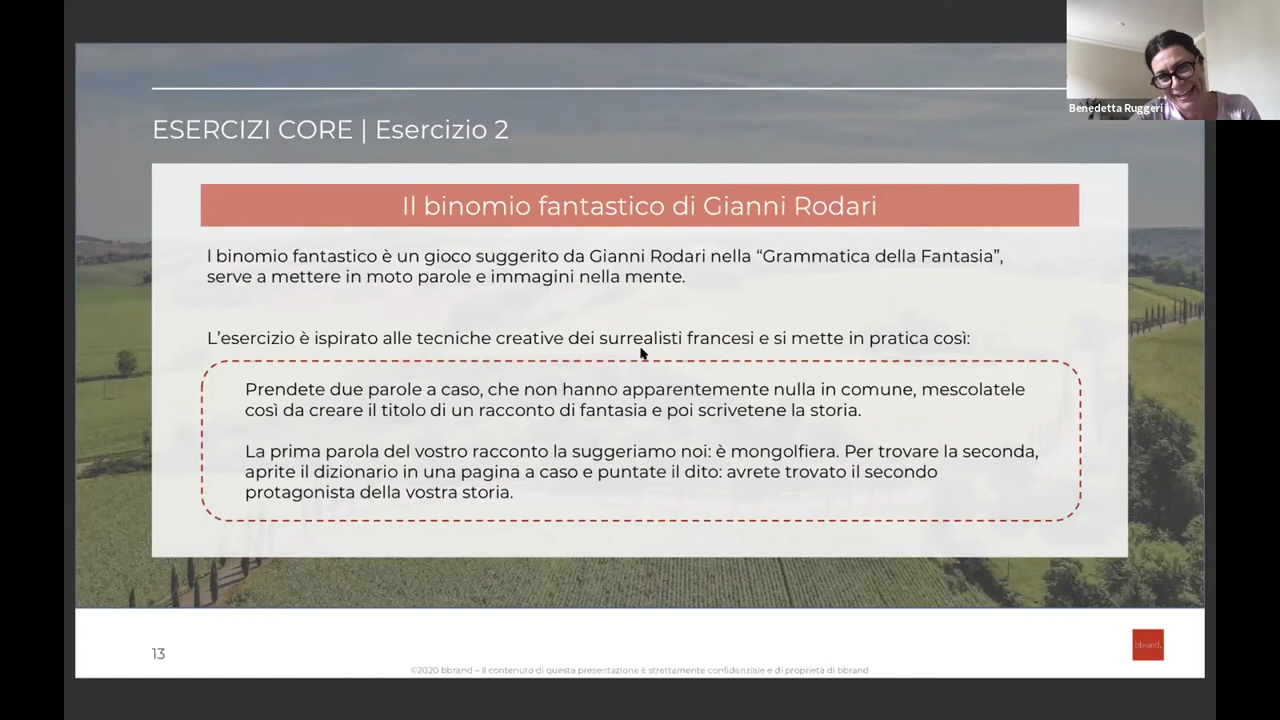 Benedetta Ruggeri
ESERCIZI CORE | Esercizio 2
Il binomio fantastico di Gianni Rodari
l binomio fantastico è un gioco suggerito da Gianni Rodari nella “Grammatica della Fantasia”,
serve a mettere in moto parole e immagini nella mente.
L’esercizio è ispirato alle tecniche creative dei surrealisti francesi e si mette in pratica così:
Prendete due parole a caso, che non hanno apparentemente nulla in comune, mescolatele
così da creare il titolo di un racconto di fantasia e poi scrivetene la storia.
La prima parola del vostro racconto la suggeriamo noi: è mongolfiera. Per trovare la seconda,
aprite il dizionario in una pagina a caso e puntate il dito: avrete trovato il secondo
protagonista della vostra storia.
13
bbrand.
©2020 bbrand – Il contenuto di questa presentazione è strettamente confidenziale e di proprietà di bbrand